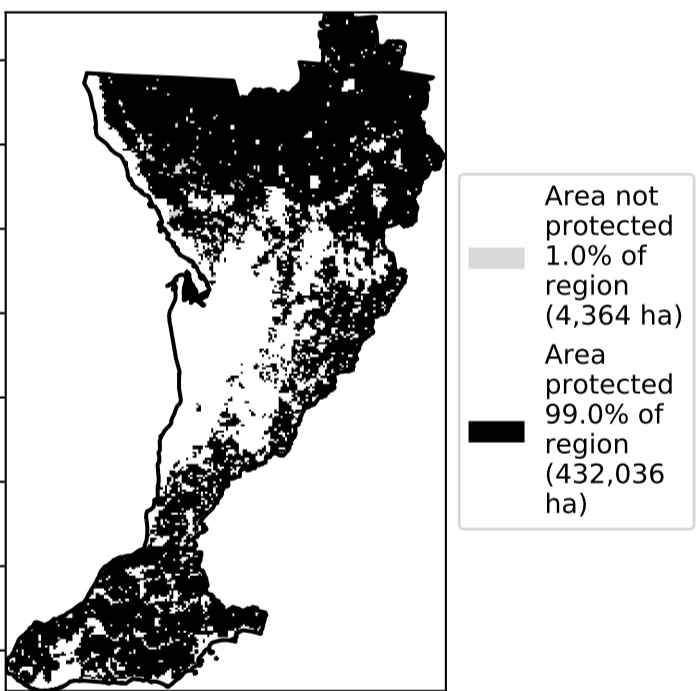 Area not
protected
1.0% of
region
(4,364 ha)
Area
protected
99.0% of
region
(432,036
ha)